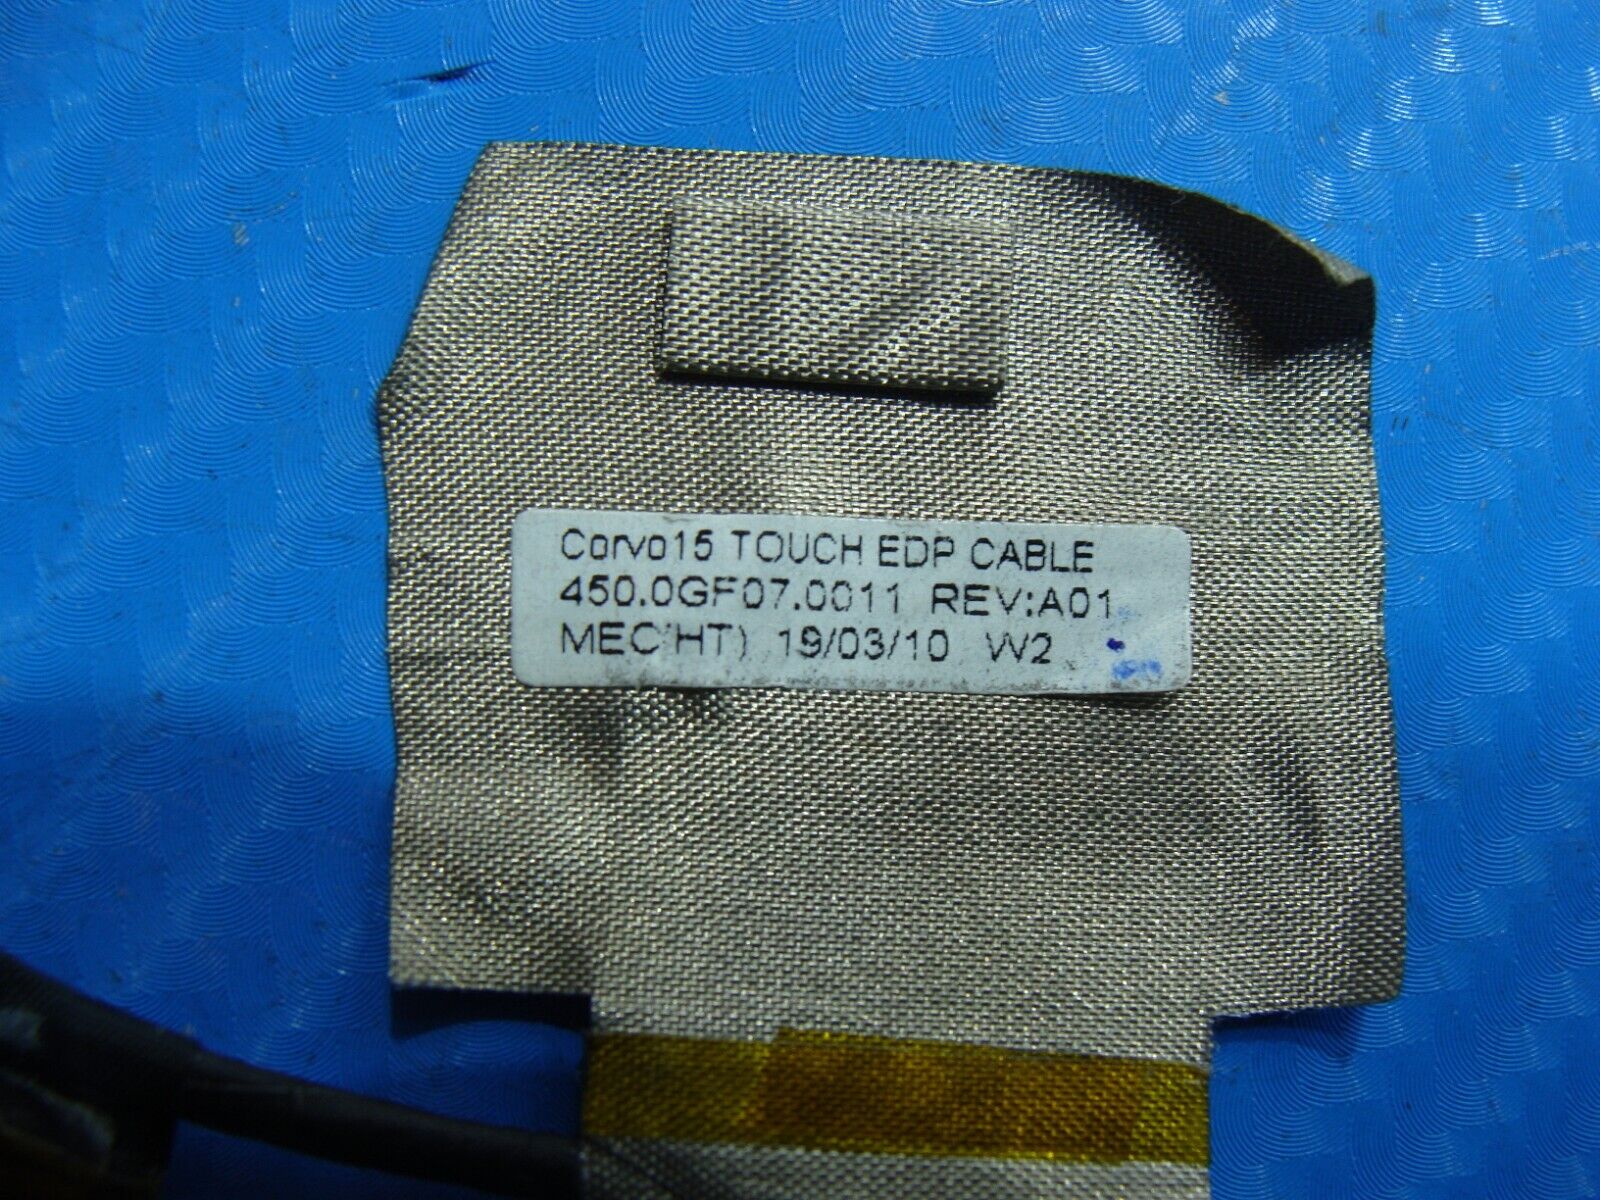 Corvo15 TOUCH EDP CABLE
450.0GF07.0011 REV:A01
MEC(HT) 19/03/10 W2